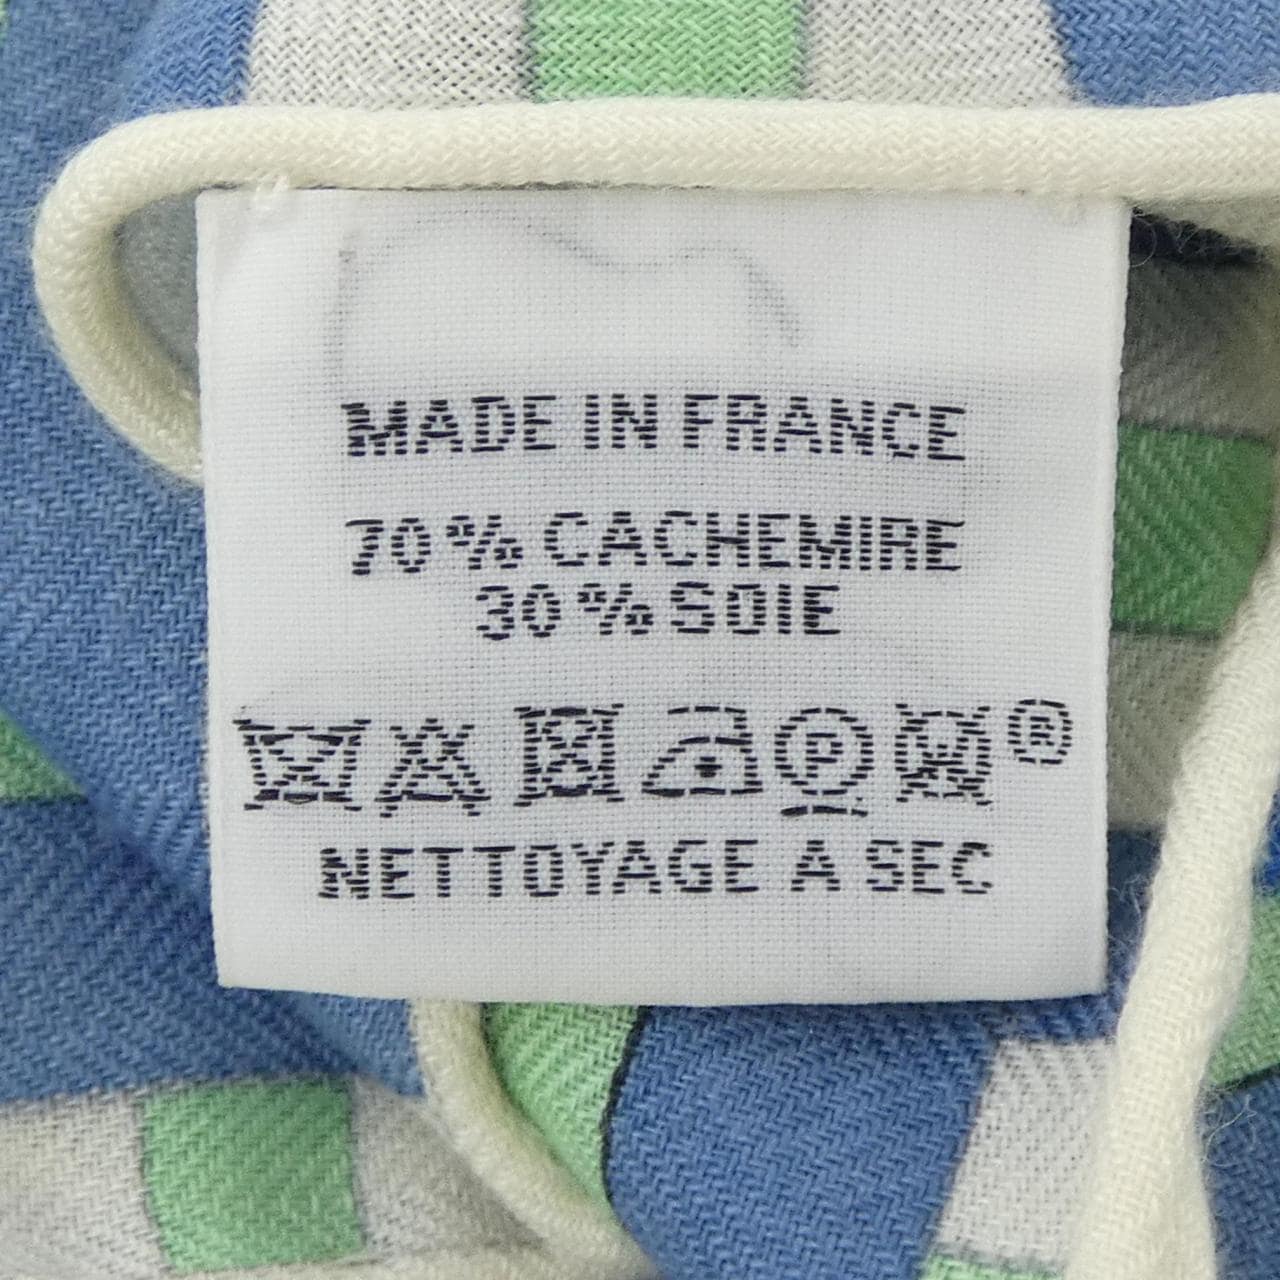 MADE IN FRANCE
70% CACHEMIRE
30% SOIE
P ®
NETTOYAGE A SEC